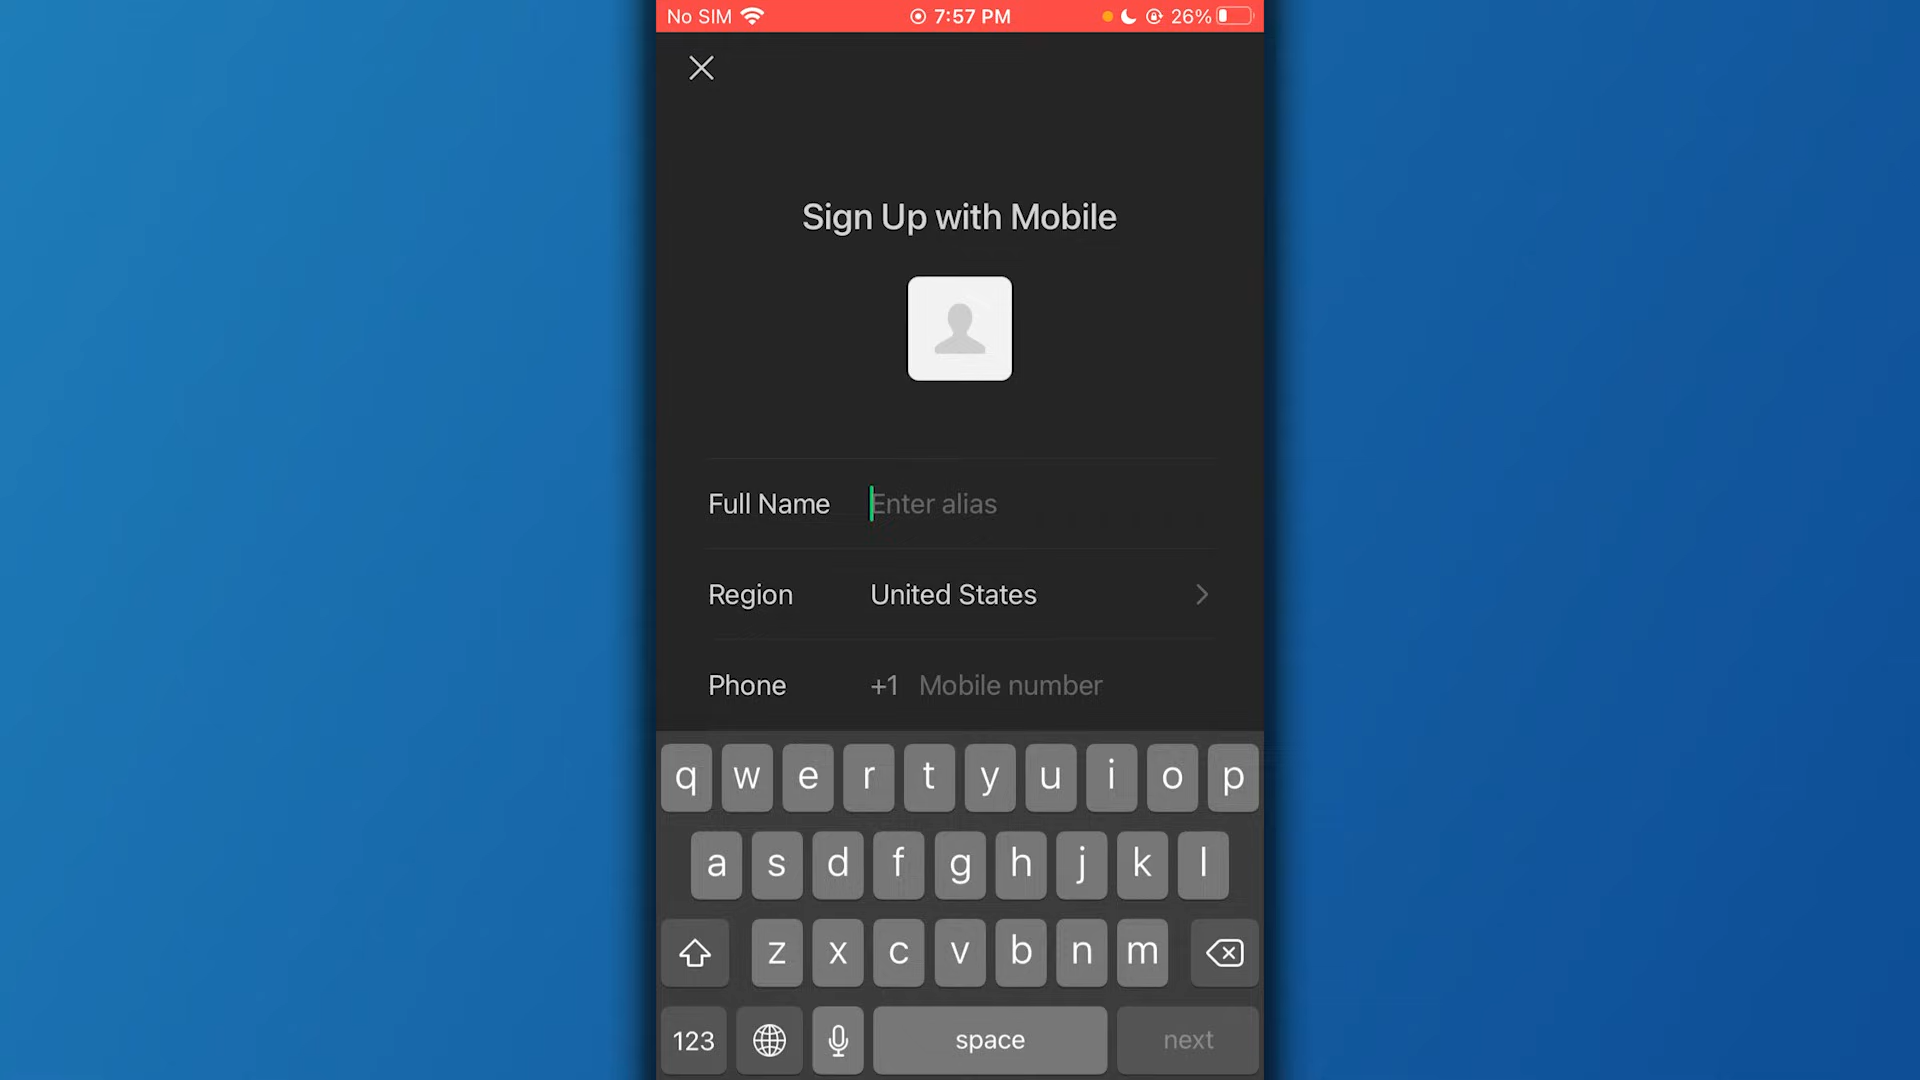 No SIM 7:57 PM 26%
Sign Up with Mobile
Full Name Enter alias
Region United States
Phone +1 Mobile number
q w e r t y u i o p
a s d f g h j k l
z x c v b n m
123 space next